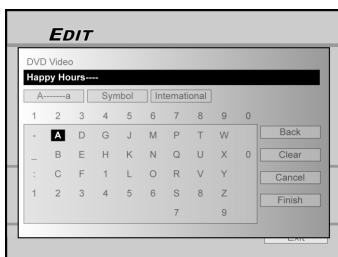 EDIT
DVD Video
Happy Hours----
A-------a Symbol International
1 2 3 4 5 6 7 8 9 0
- A D G J M P T W Back
_ B E H K N Q U X 0 Clear
: C F 1 L O R V Y Cancel
1 2 3 4 5 6 S 8 Z Finish
7 9
Exit